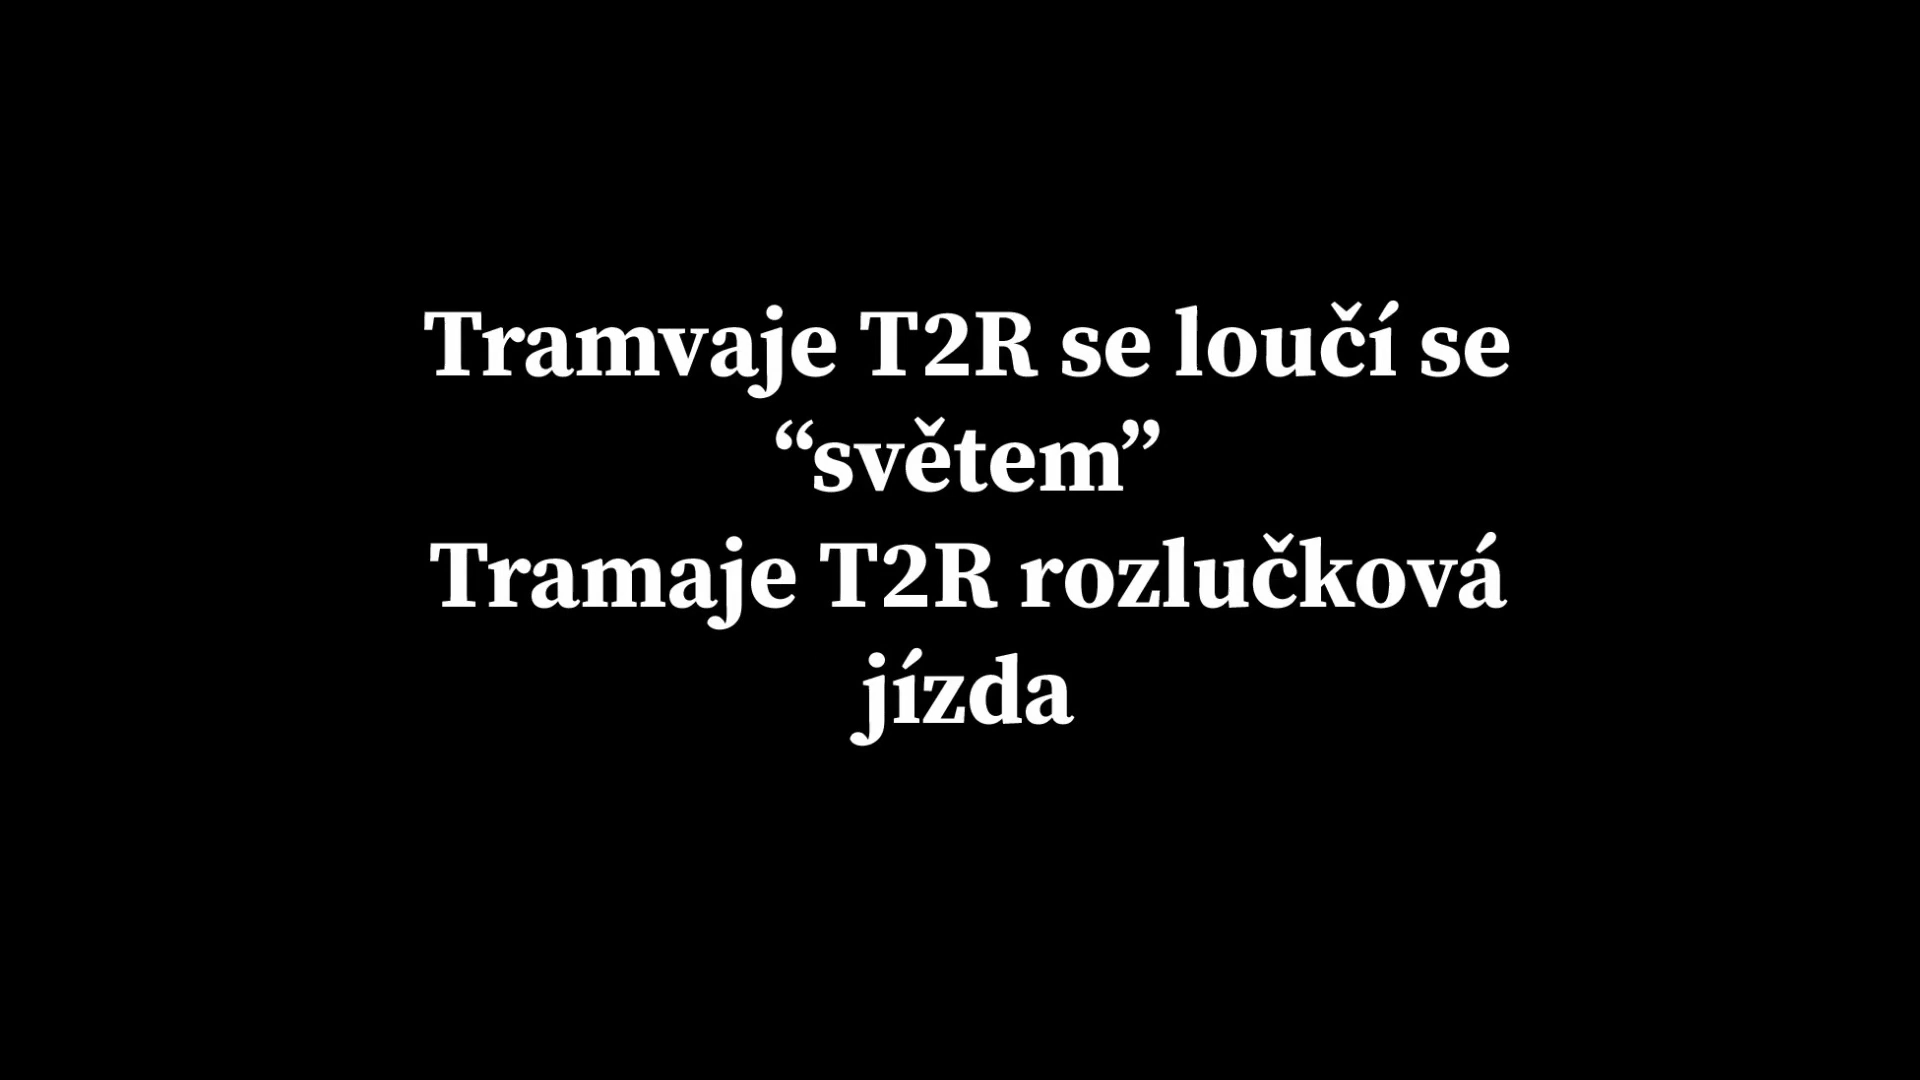 Tramvaje T2R se loučí se
“světem”
Tramaje T2R rozlučková
jízda